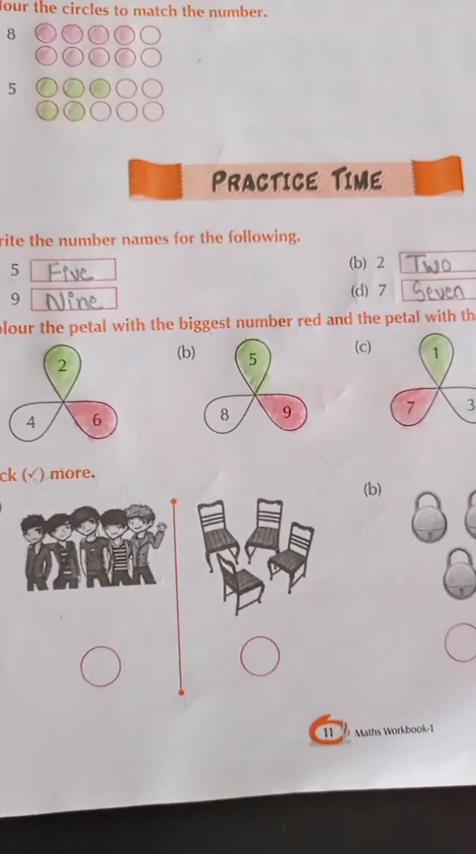 lour the circles to match the number.
8
5
PRACTICE TIME
rite the number names for the following.
5 Five (b) 2 Two
9 Nine (d) 7 Seven
lour the petal with the biggest number red and the petal with th
2 4 6 (b) 5 8 9 (c) 1 7 3
ck (✓) more.
(b)
11 Maths Workbook-1